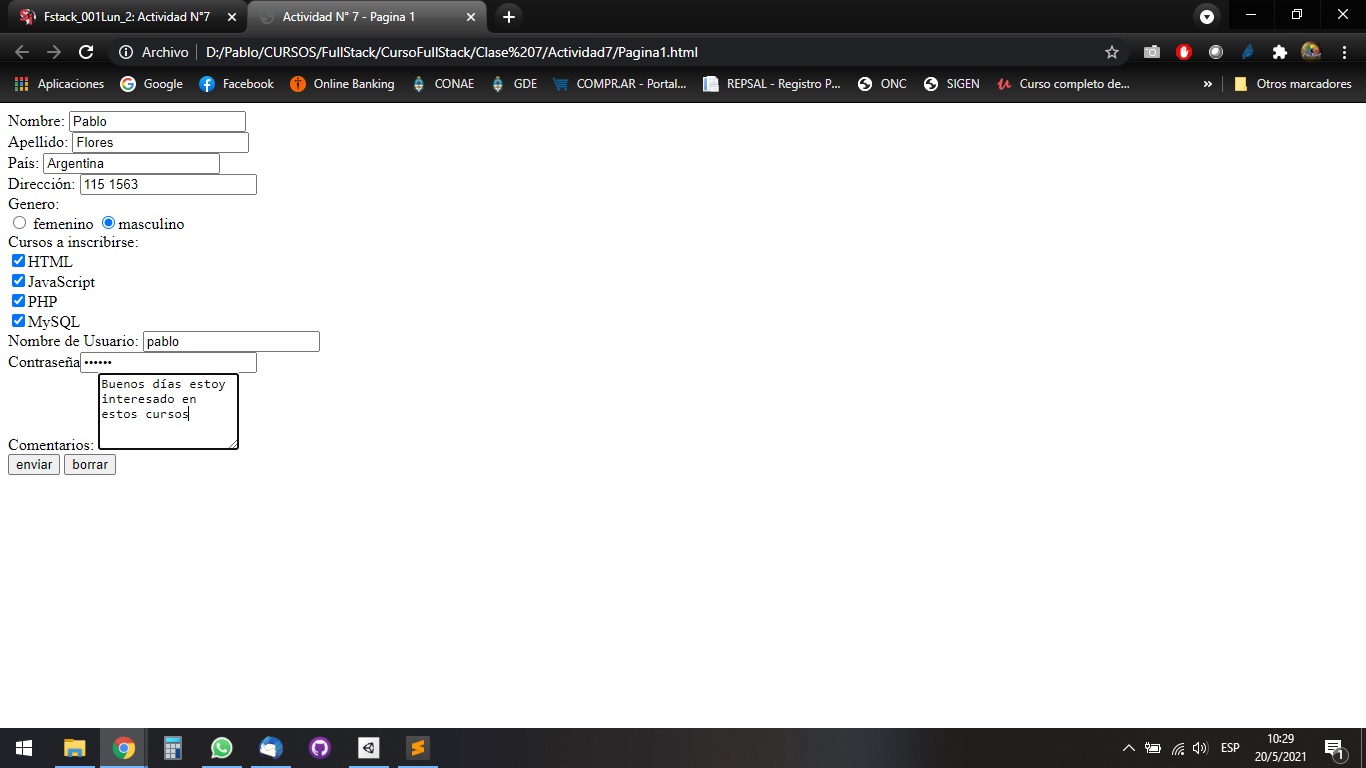 Fstack_001Lun_2: Actividad N°7
Actividad N° 7 - Pagina 1
Archivo D:/Pablo/CURSOS/FullStack/CursoFullStack/Clase%207/Actividad7/Pagina1.html
Aplicaciones Google Facebook Online Banking CONAE GDE COMPR.AR - Portal... REPSAL - Registro P... ONC SIGEN Curso completo de... » Otros marcadores
Nombre: Pablo
Apellido: Flores
País: Argentina
Dirección: 115 1563
Genero:
femenino masculino
Cursos a inscribirse:
HTML
JavaScript
PHP
MySQL
Nombre de Usuario: pablo
Contraseña ••••••
Buenos días estoy
interesado en
estos cursos
Comentarios:
enviar borrar
ESP
10:29
20/5/2021
1